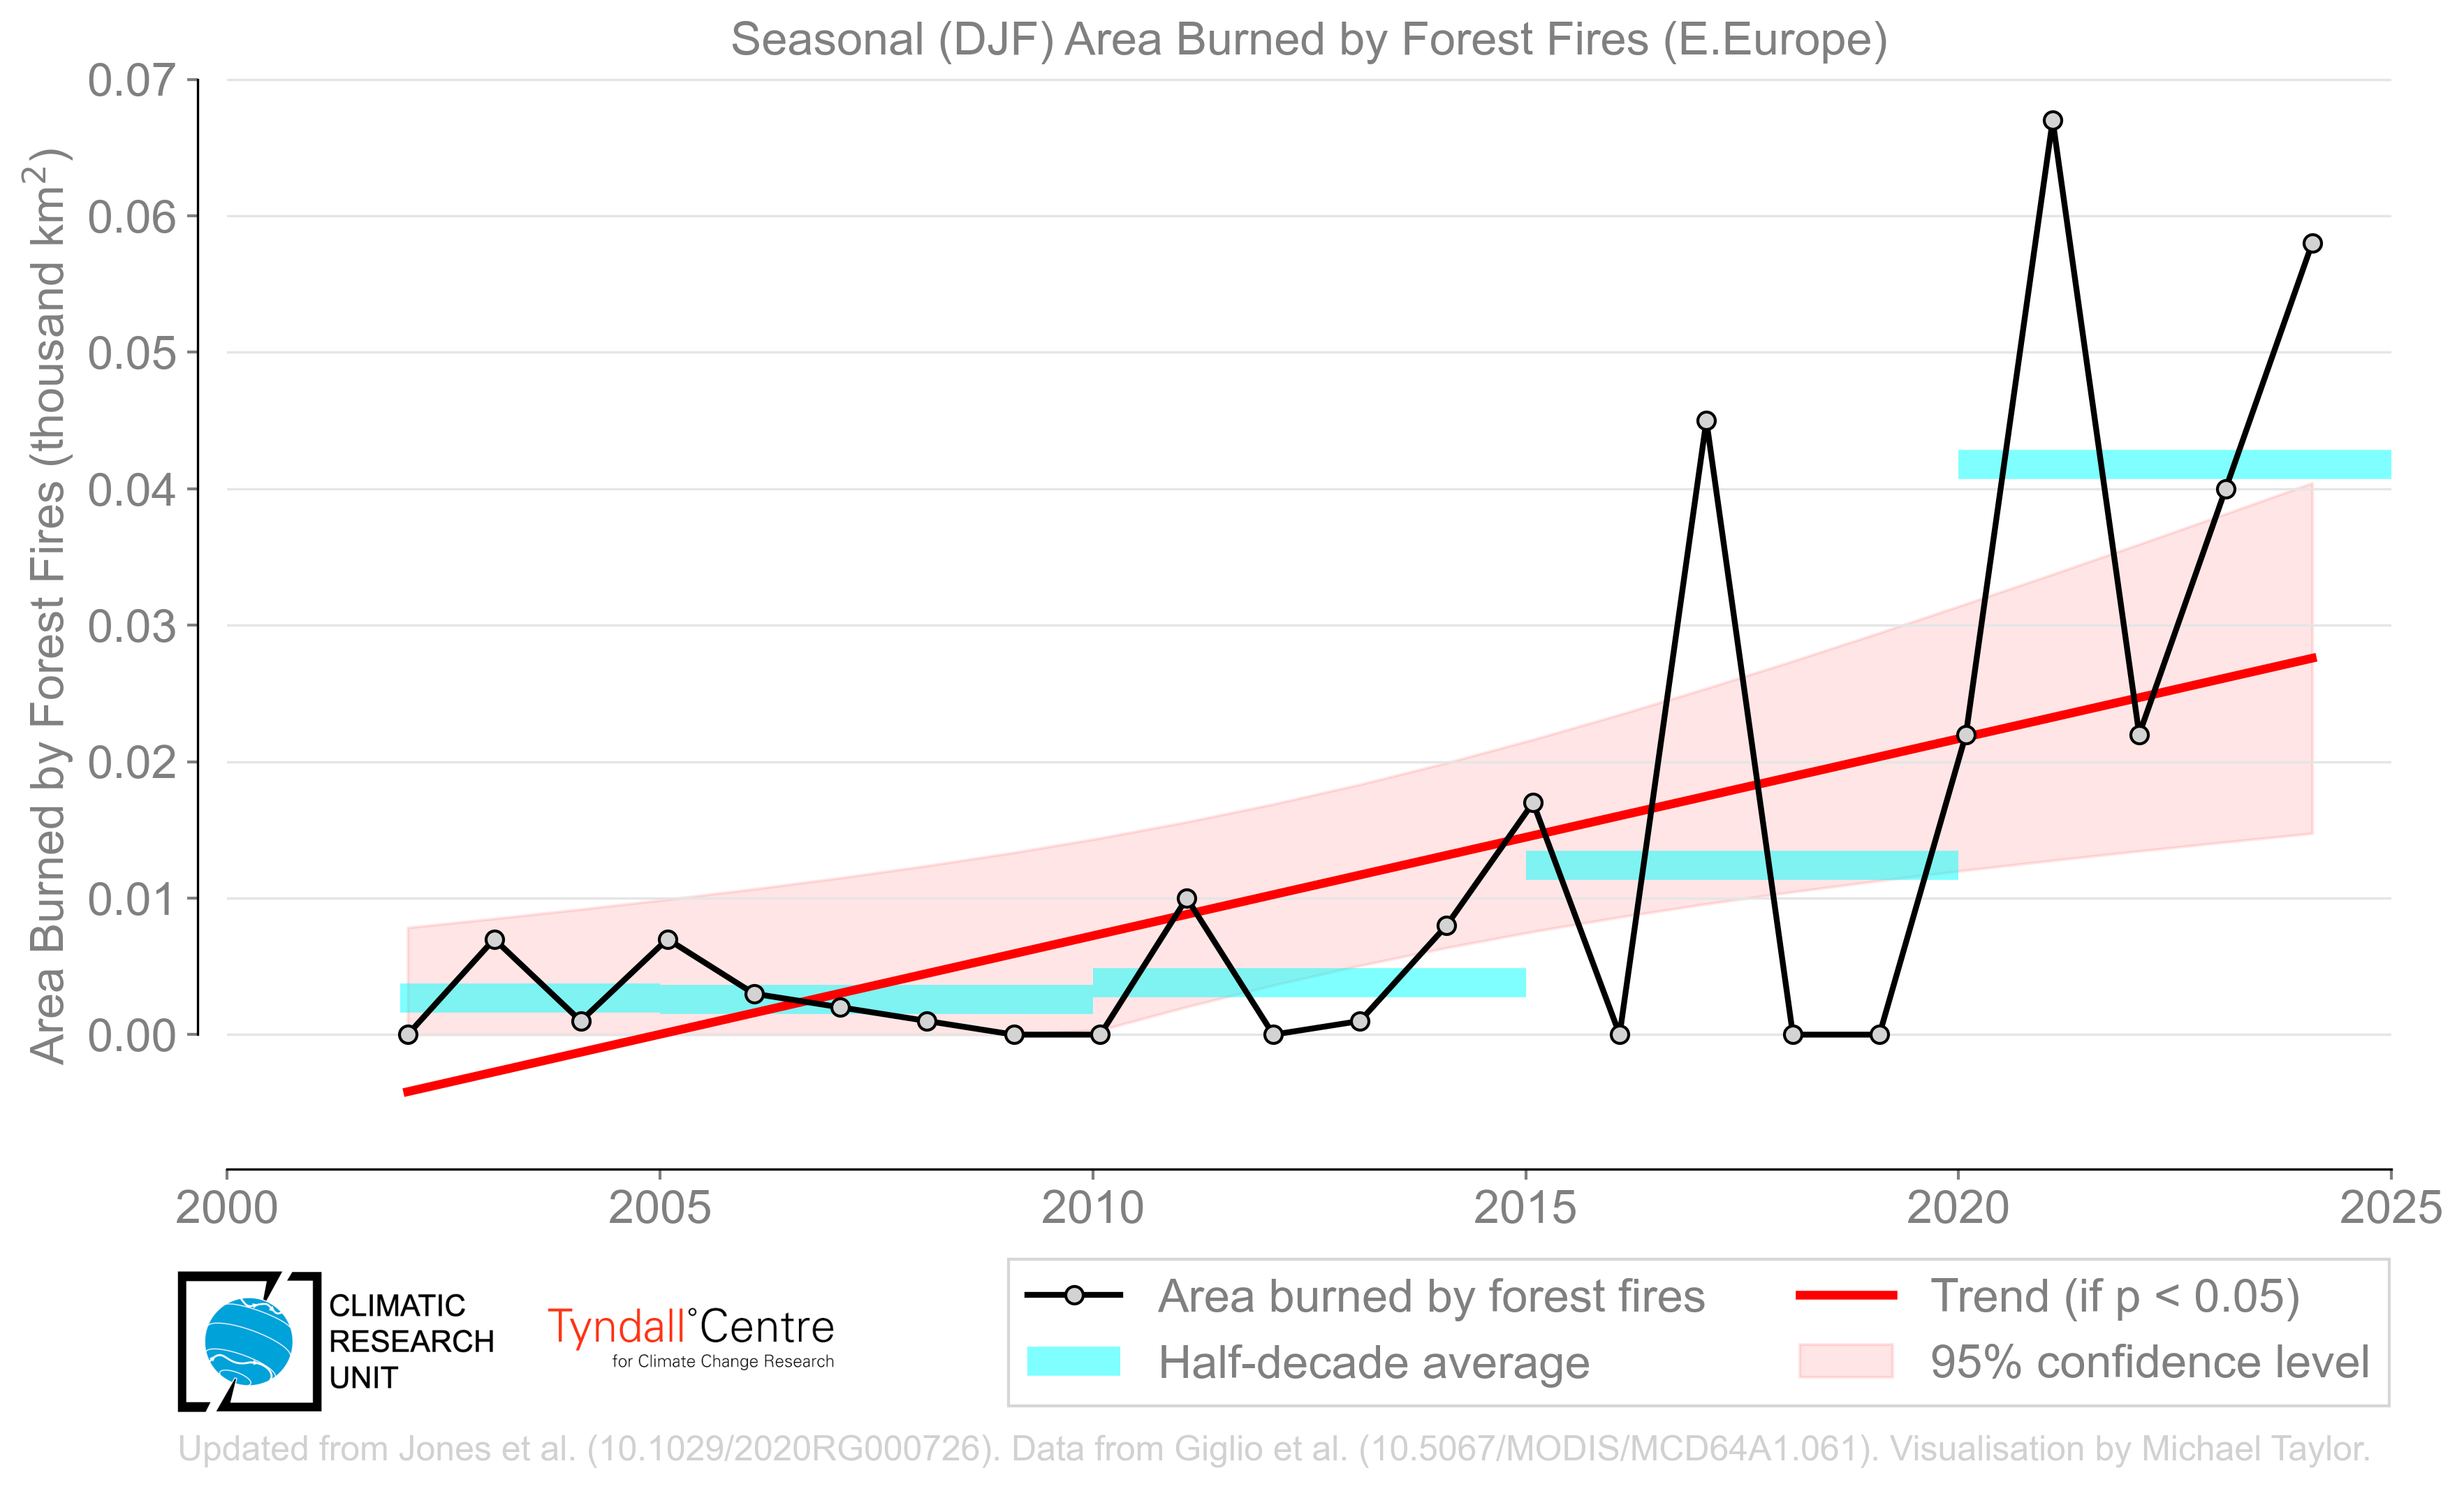 Seasonal (DJF) Area Burned by Forest Fires (E.Europe)
Area Burned by Forest Fires (thousand km²)
0.07
0.06
0.05
0.04
0.03
0.02
0.01
0.00
2000 2005 2010 2015 2020 2025
CLIMATIC
RESEARCH
UNIT
Tyndall°Centre
for Climate Change Research
Area burned by forest fires
Half-decade average
Trend (if p < 0.05)
95% confidence level
Updated from Jones et al. (10.1029/2020RG000726). Data from Giglio et al. (10.5067/MODIS/MCD64A1.061). Visualisation by Michael Taylor.